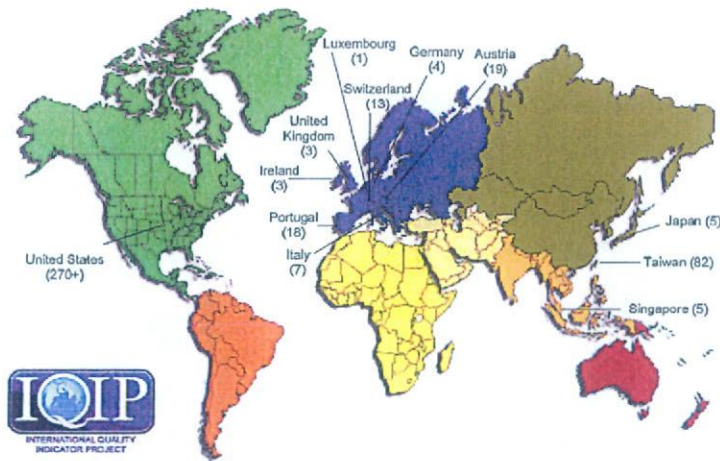 Luxembourg
(1)
Germany
(4)
Austria
(19)
Switzerland
(13)
United
Kingdom
(3)
Ireland
(3)
Portugal
(18)
Italy
(7)
United States
(270+)
Japan (5)
Taiwan (82)
Singapore (5)
IQIP
INTERNATIONAL QUALITY
INDICATOR PROJECT